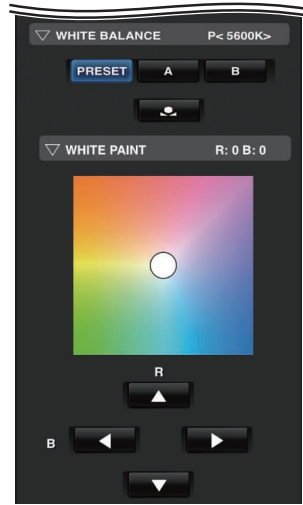 WHITE BALANCE P< 5600K>
PRESET A B
WHITE PAINT R: 0 B: 0
R
B